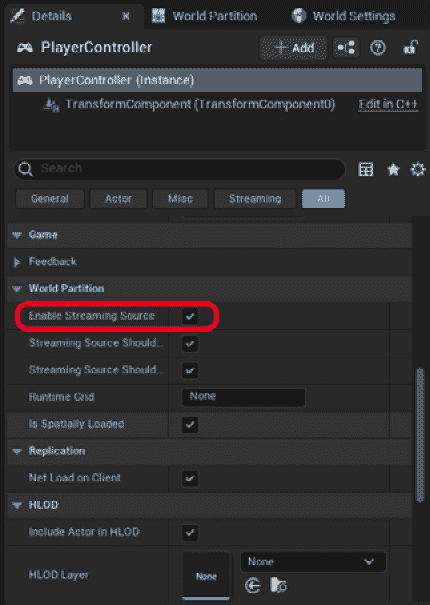 Details
World Partition
World Settings
PlayerController
+ Add
PlayerController (Instance)
TransformComponent (TransformComponent0)
Edit in C++
Search
General
Actor
Misc
Streaming
All
Game
Feedback
World Partition
Enable Streaming Source
Streaming Source Should...
Streaming Source Should...
Runtime Grid
None
Is Spatially Loaded
Replication
Net Load on Client
HLOD
Include Actor in HLOD
HLOD Layer
None
None